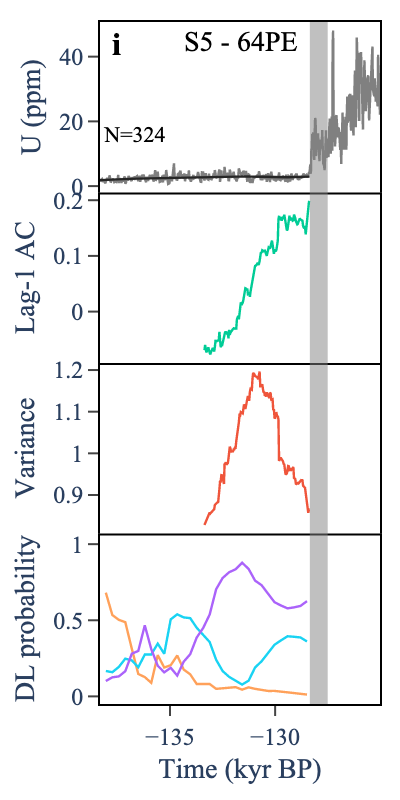 i S5 - 64PE
U (ppm)
40
20
0
N=324
Lag-1 AC
0.2
0.1
0
Variance
1.2
1.1
1
0.9
DL probability
1
0.5
0
−135 −130
Time (kyr BP)